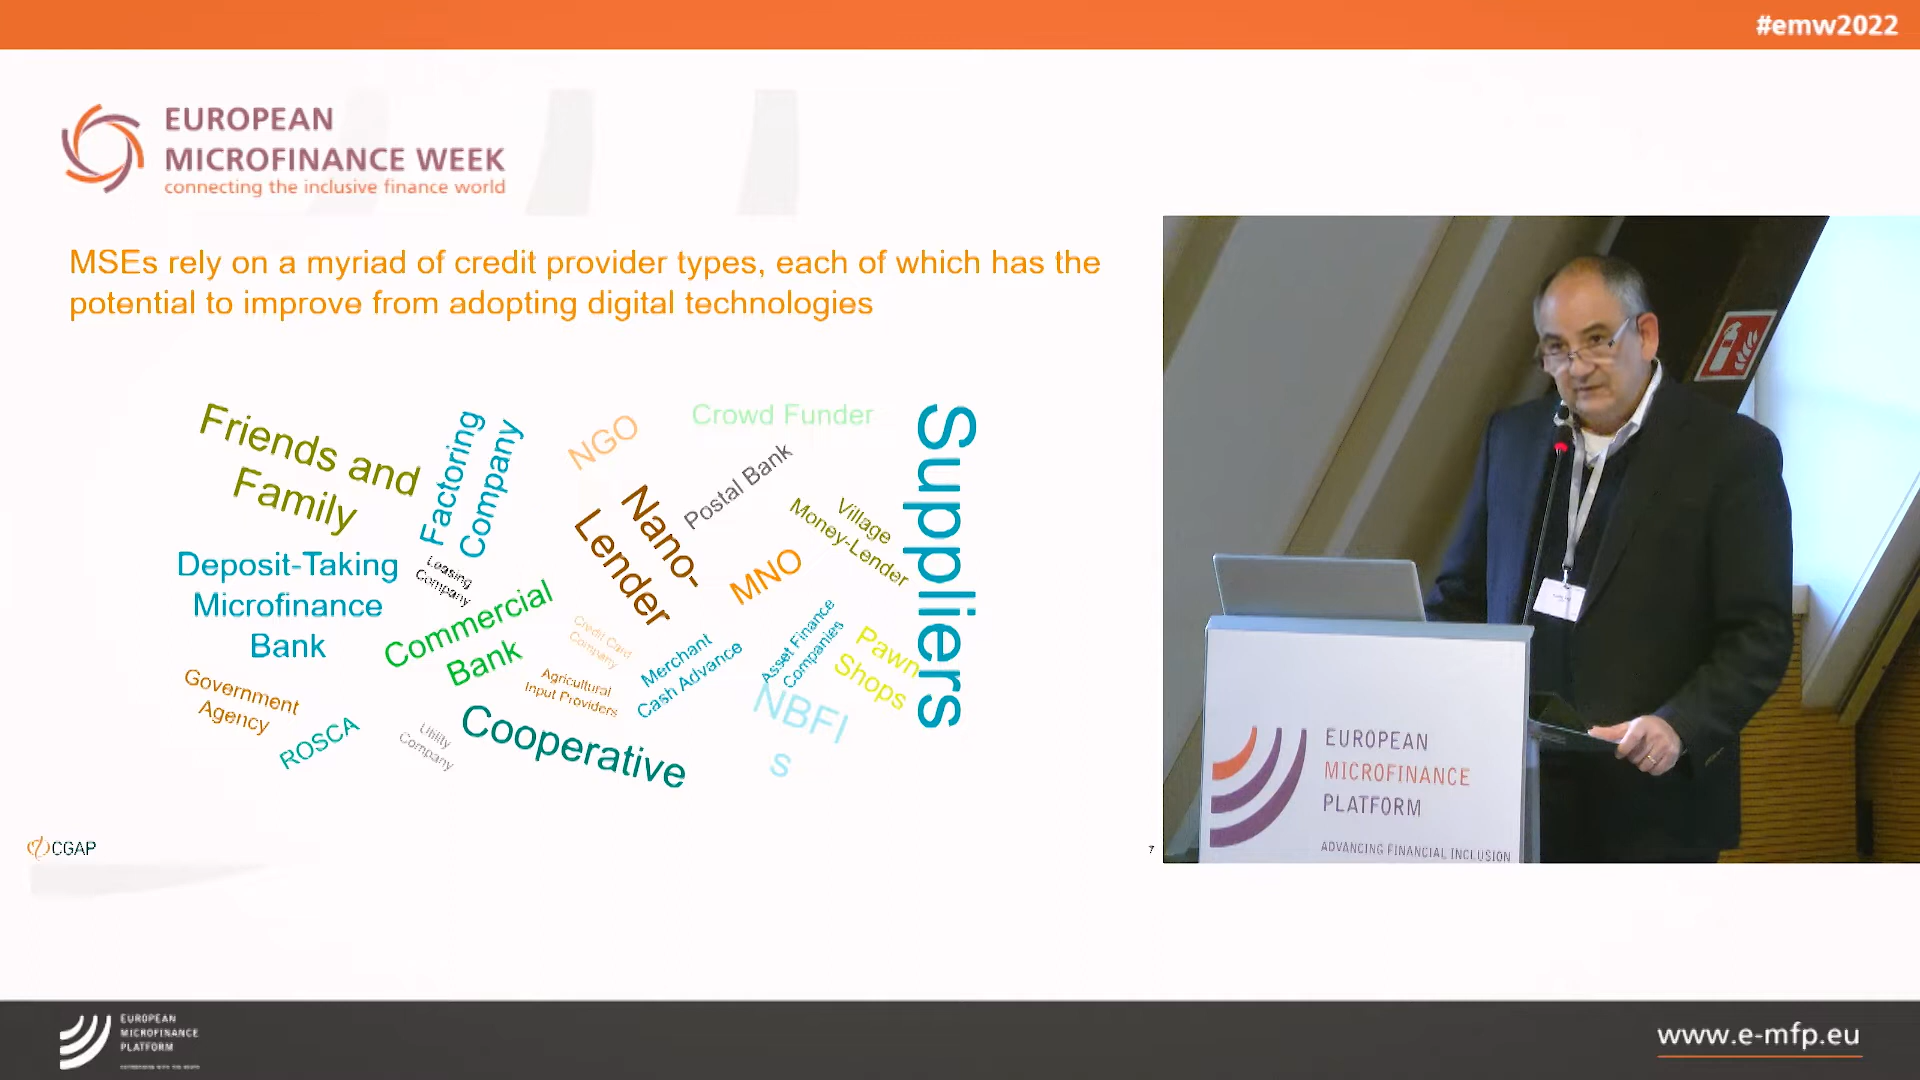 #emw2022
EUROPEAN
MICROFINANCE WEEK
connecting the inclusive finance world
MSEs rely on a myriad of credit provider types, each of which has the
potential to improve from adopting digital technologies
Friends and
Family
Factoring
Company
NGO
Crowd Funder
Suppliers
Postal Bank
Nano-
Lender
Village
Money-Lender
MNO
Deposit-Taking
Microfinance
Bank
Leasing
Company
Commercial
Bank
Credit Card
Company
Merchant
Cash Advance
Asset Finance
Companies
Pawn
Shops
Agricultural
Input Providers
Government
Agency
ROSCA
Utility
Company
Cooperative
NBFI
s
CGAP
7
EUROPEAN
MICROFINANCE
PLATFORM
ADVANCING FINANCIAL INCLUSION
EUROPEAN
MICROFINANCE
PLATFORM
www.e-mfp.eu